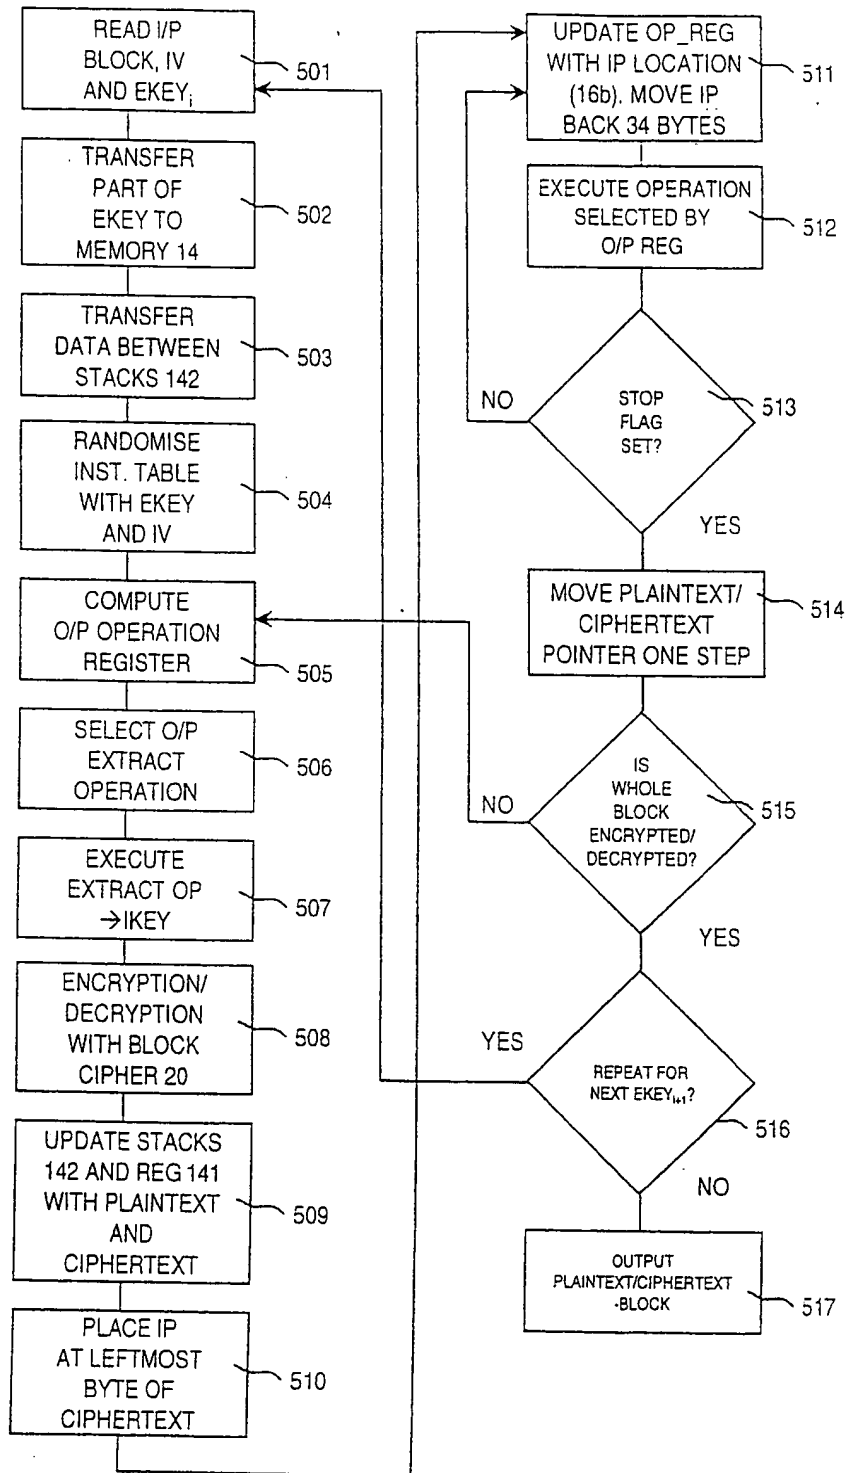 READ I/P
BLOCK, IV
AND EKEYi
501
TRANSFER
PART OF
EKEY TO
MEMORY 14
502
TRANSFER
DATA BETWEEN
STACKS 142
503
RANDOMISE
INST. TABLE
WITH EKEY
AND IV
504
COMPUTE
O/P OPERATION
REGISTER
505
SELECT O/P
EXTRACT
OPERATION
506
EXECUTE
EXTRACT OP
→IKEY
507
ENCRYPTION/
DECRYPTION
WITH BLOCK
CIPHER 20
508
UPDATE STACKS
142 AND REG 141
WITH PLAINTEXT
AND
CIPHERTEXT
509
PLACE IP
AT LEFTMOST
BYTE OF
CIPHERTEXT
510
UPDATE OP_REG
WITH IP LOCATION
(16b). MOVE IP
BACK 34 BYTES
511
EXECUTE OPERATION
SELECTED BY
O/P REG
512
STOP
FLAG
SET?
513
NO
YES
MOVE PLAINTEXT/
CIPHERTEXT
POINTER ONE STEP
514
IS
WHOLE
BLOCK
ENCRYPTED/
DECRYPTED?
515
NO
YES
REPEAT FOR
NEXT EKEYi+1?
516
YES
NO
OUTPUT
PLAINTEXT/CIPHERTEXT
-BLOCK
517